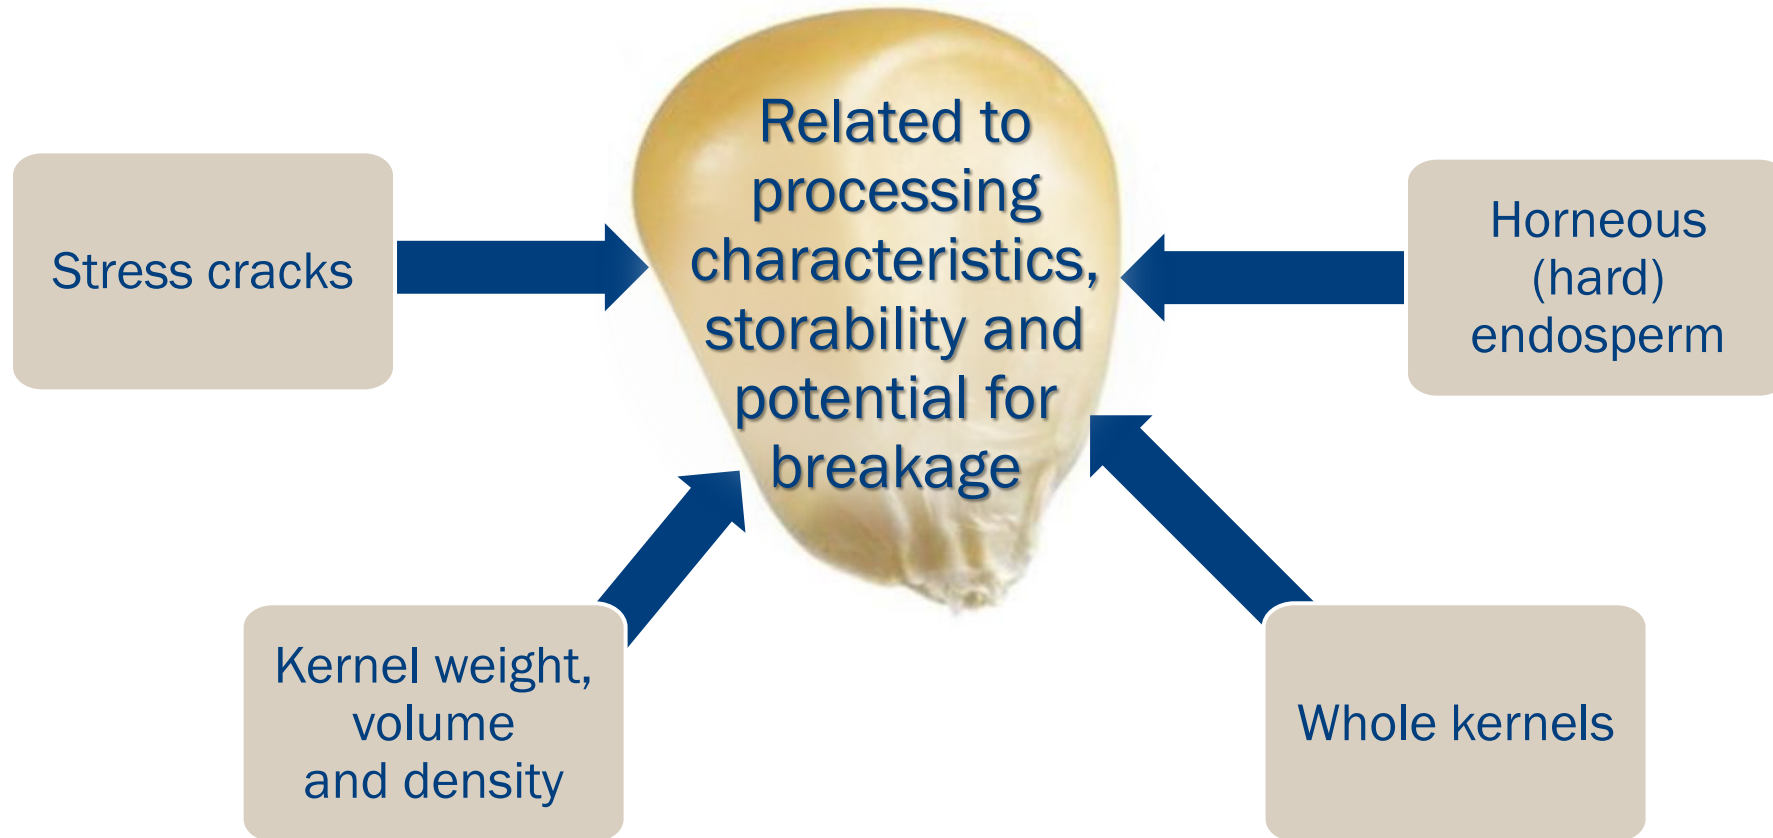 Related to
processing
characteristics,
storability and
potential for
breakage
Stress cracks
Horneous
(hard)
endosperm
Kernel weight,
volume
and density
Whole kernels